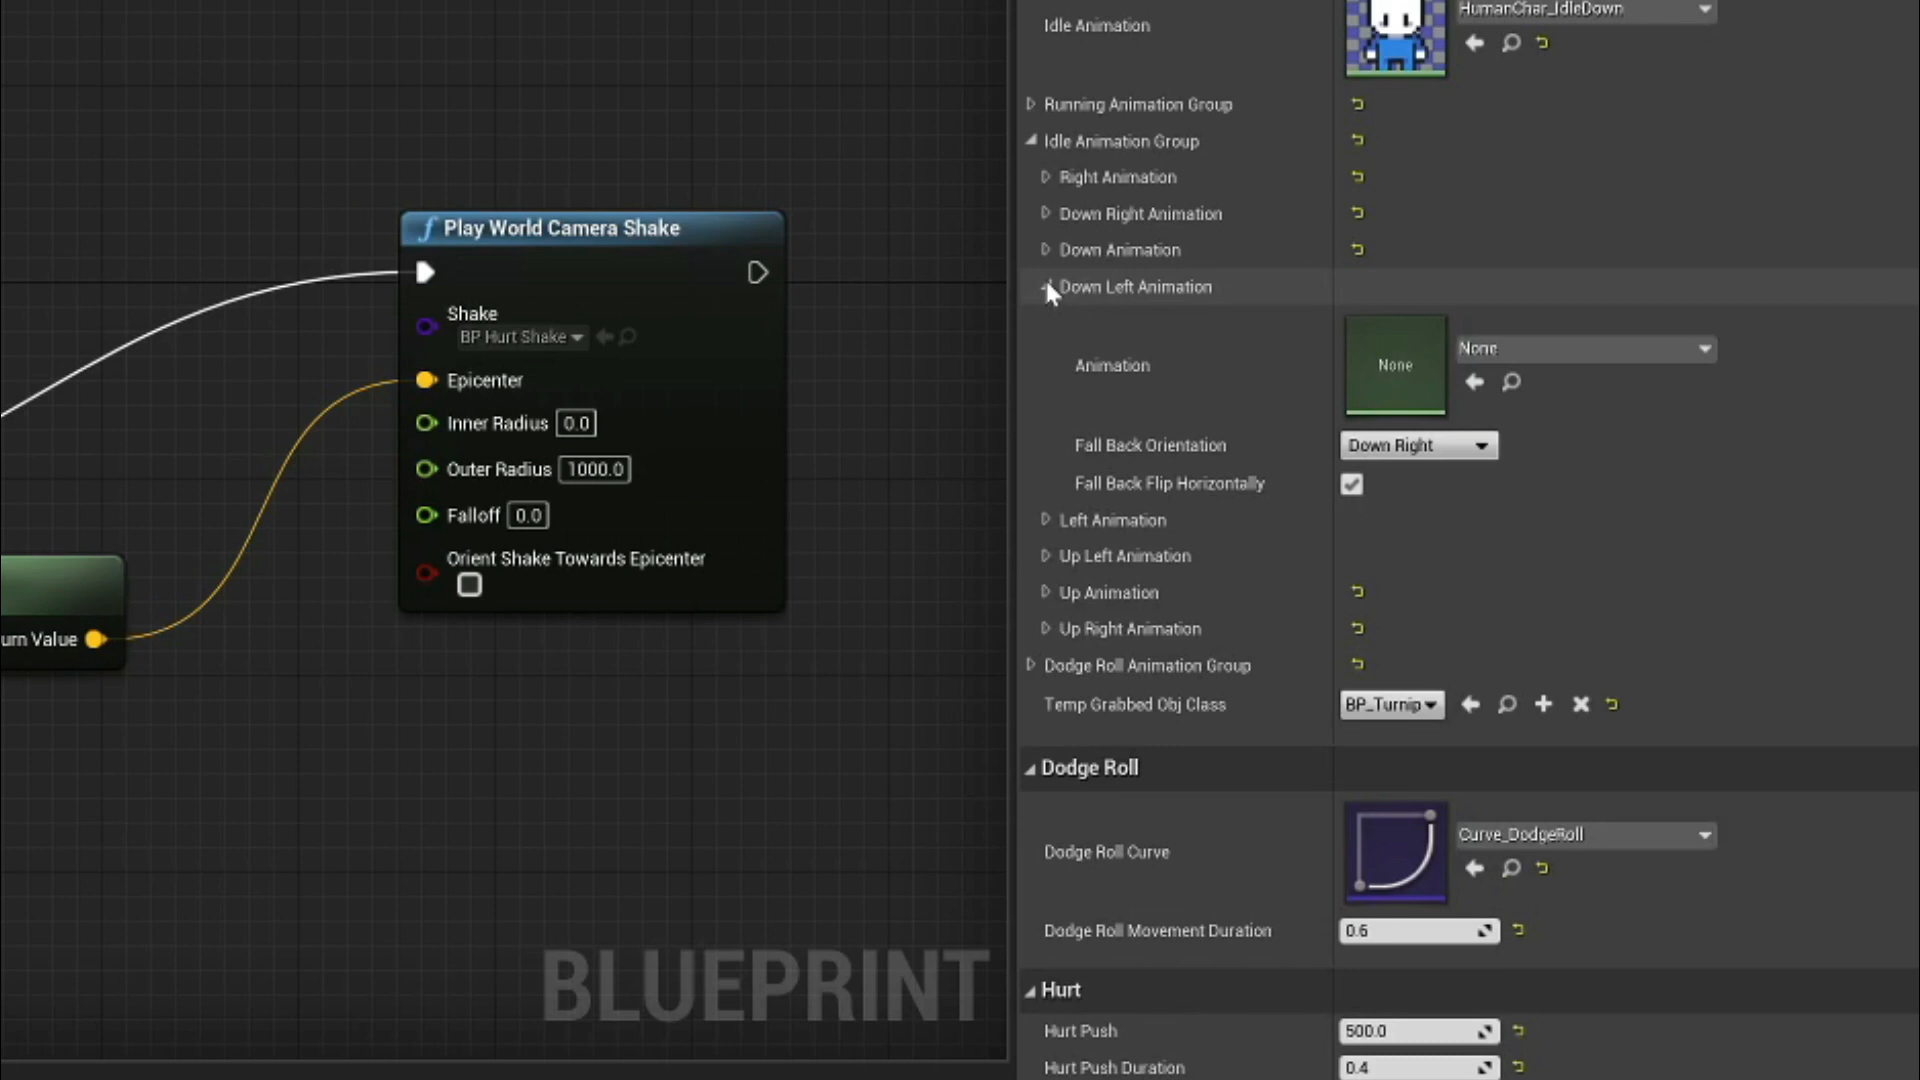 Play World Camera Shake
Shake
BP Hurt Shake
Epicenter
Inner Radius 0.0
Outer Radius 1000.0
Falloff 0.0
Orient Shake Towards Epicenter
urn Value
BLUEPRINT
Idle Animation
HumanChar_IdleDown
Running Animation Group
Idle Animation Group
Right Animation
Down Right Animation
Down Animation
Down Left Animation
Animation
None
None
Fall Back Orientation
Down Right
Fall Back Flip Horizontally
Left Animation
Up Left Animation
Up Animation
Up Right Animation
Dodge Roll Animation Group
Temp Grabbed Obj Class
BP_Turnip
Dodge Roll
Dodge Roll Curve
Curve_DodgeRoll
Dodge Roll Movement Duration
0.6
Hurt
Hurt Push
500.0
Hurt Push Duration
0.4